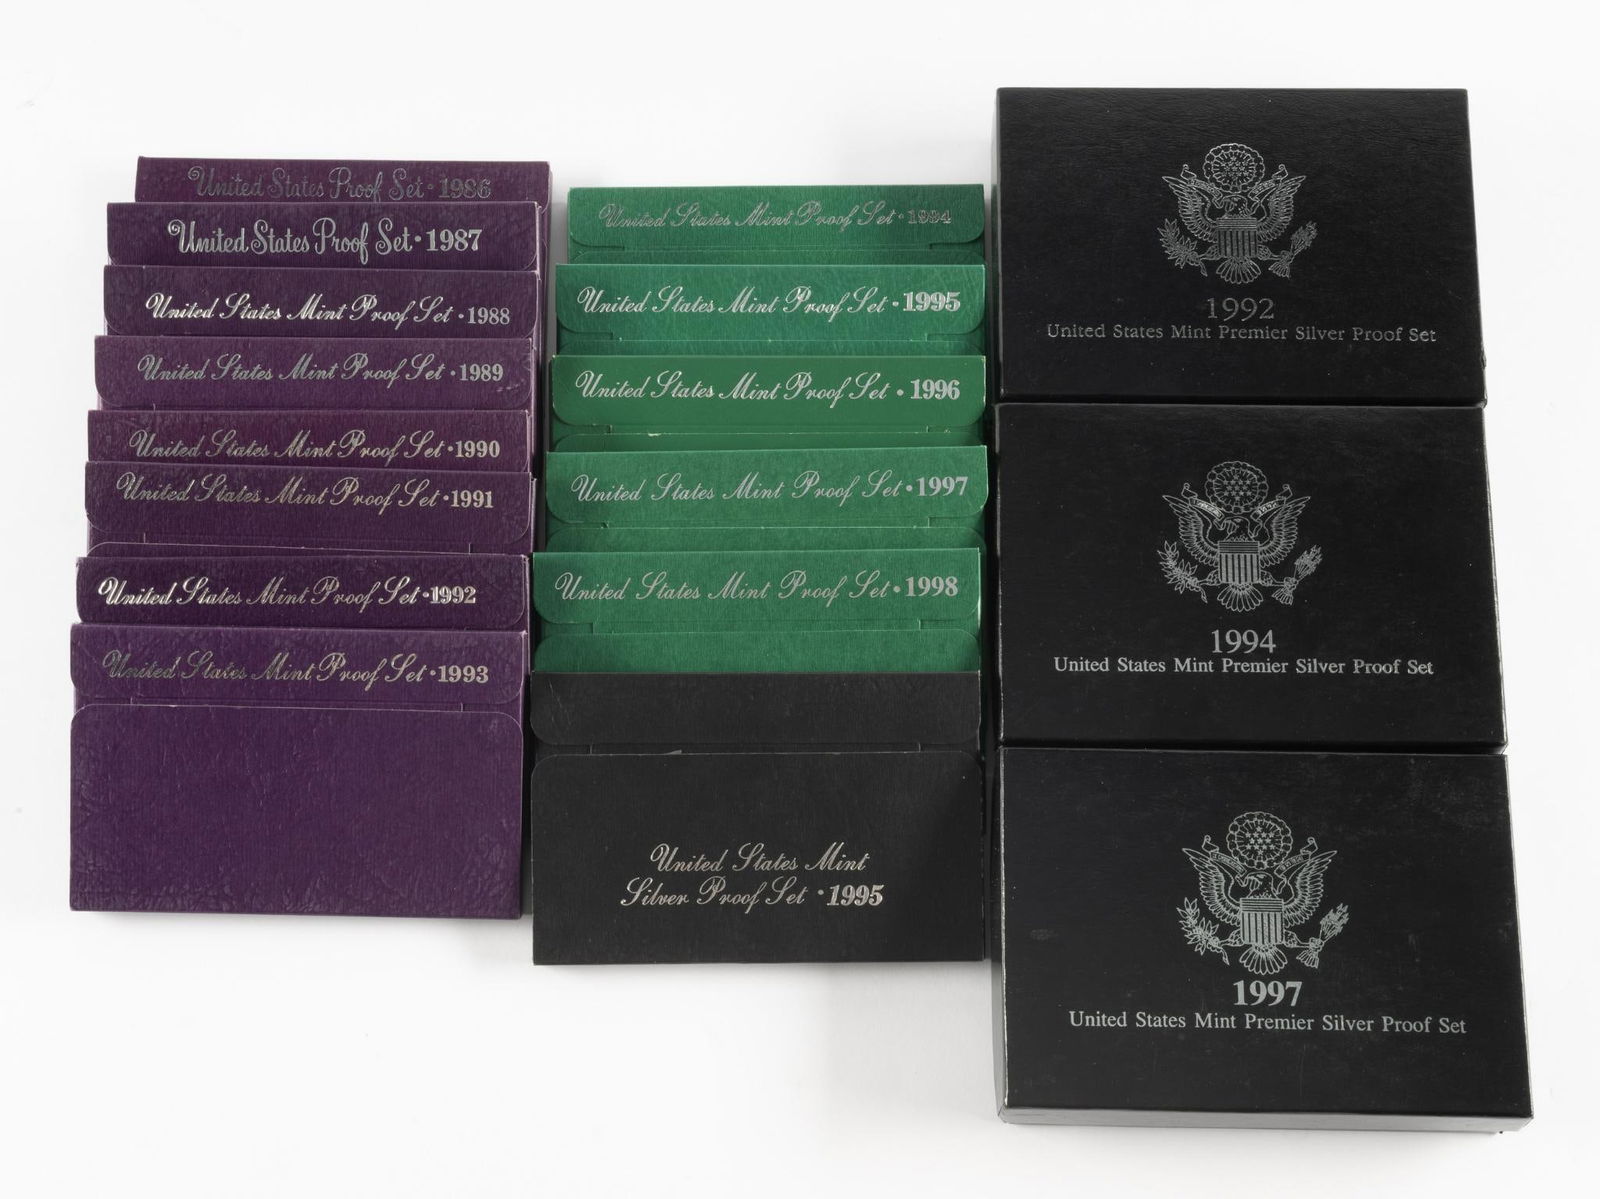 United States Proof Set • 1986
United States Proof Set • 1987
United States Mint Proof Set • 1988
United States Mint Proof Set • 1989
United States Mint Proof Set • 1990
United States Mint Proof Set • 1991
United States Mint Proof Set • 1992
United States Mint Proof Set • 1993
United States Mint Proof Set • 1994
United States Mint Proof Set • 1995
United States Mint Proof Set • 1996
United States Mint Proof Set • 1997
United States Mint Proof Set • 1998
United States Mint
Silver Proof Set • 1995
1992
United States Mint Premier Silver Proof Set
1994
United States Mint Premier Silver Proof Set
1997
United States Mint Premier Silver Proof Set